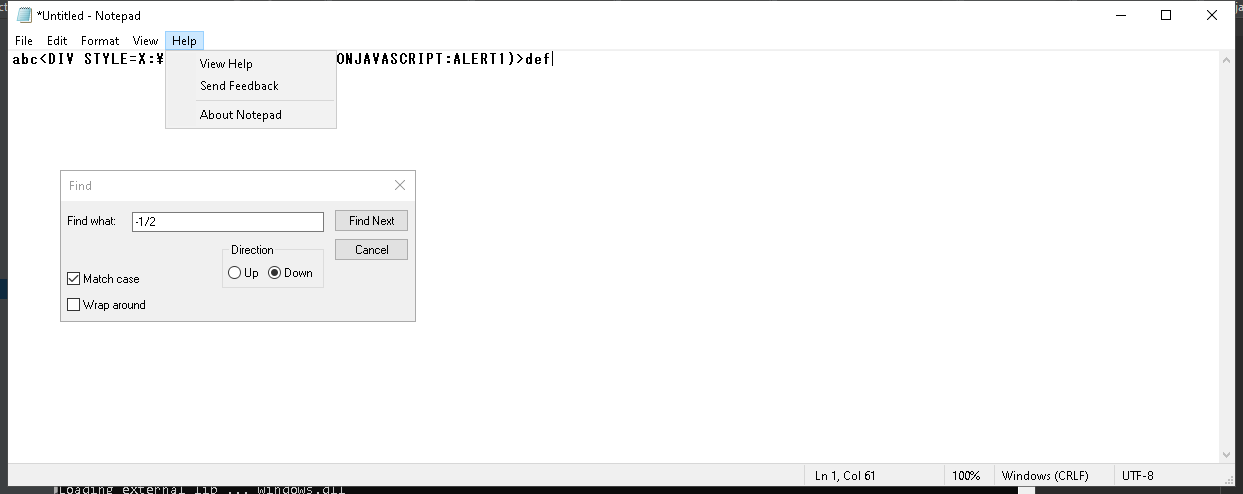 *Untitled - Notepad
File Edit Format View Help
abc<DIV STYLE=X:¥ ONJAVASCRIPT:ALERT1)>def
View Help
Send Feedback
About Notepad
Find
Find what: -1/2 Find Next
Direction Cancel
Up Down
Match case
Wrap around
Ln 1, Col 61 100% Windows (CRLF) UTF-8
Loading external lib ... windows.dll